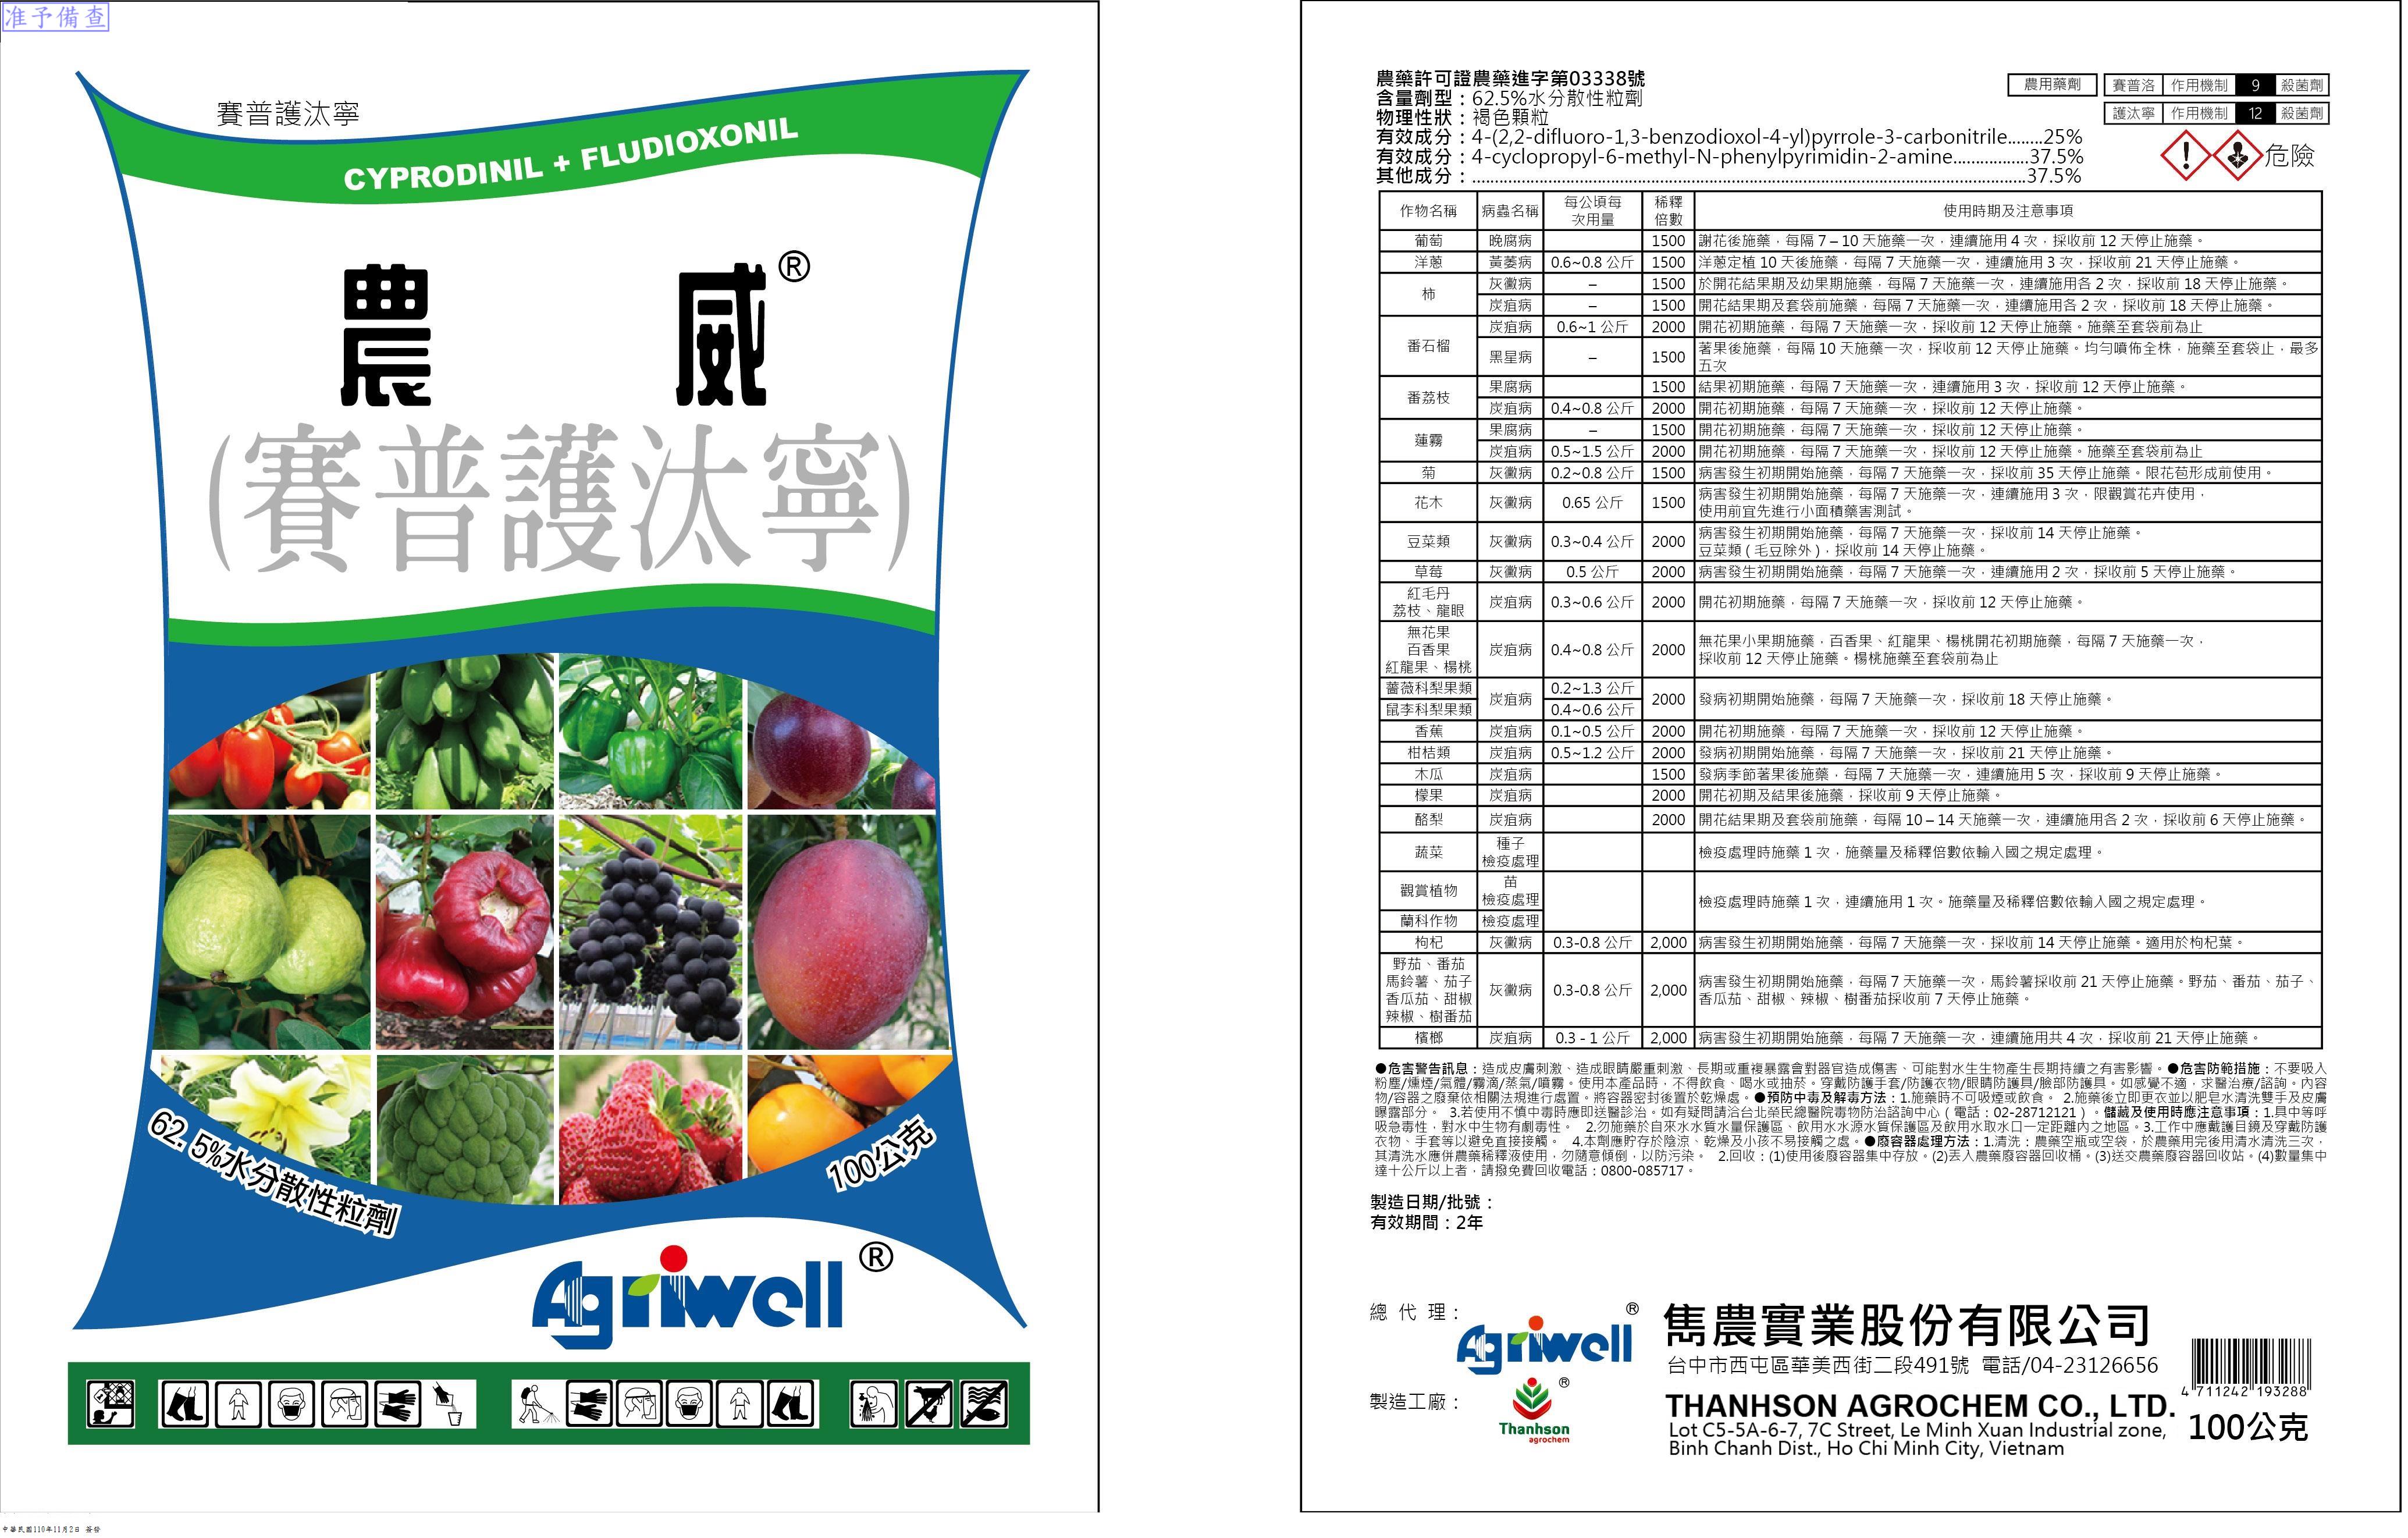 准予備查
賽普護汰寧
CYPRODINIL + FLUDIOXONIL
農 威®
(賽普護汰寧)
62.5%水分散性粒劑
100公克
Agriwell®
中華民國110年11月2日 簽發
農藥許可證農藥進字第03338號
含量劑型：62.5%水分散性粒劑
物理性狀：褐色顆粒
有效成分：4-(2,2-difluoro-1,3-benzodioxol-4-yl)pyrrole-3-carbonitrile........25%
有效成分：4-cyclopropyl-6-methyl-N-phenylpyrimidin-2-amine.................37.5%
其他成分：......................................................37.5%
農用藥劑 賽普洛 作用機制 9 殺菌劑
護汰寧 作用機制 12 殺菌劑
危險
作物名稱 病蟲名稱 每公頃每次用量 稀釋倍數 使用時期及注意事項
葡萄 晚腐病 1500 謝花後施藥，每隔 7 – 10 天施藥一次，連續施用 4 次，採收前 12 天停止施藥。
洋蔥 黃萎病 0.6~0.8 公斤 1500 洋蔥定植 10 天後施藥，每隔 7 天施藥一次，連續施用 3 次，採收前 21 天停止施藥。
柿 灰黴病 – 1500 於開花結果期及幼果期施藥，每隔 7 天施藥一次，連續施用各 2 次，採收前 18 天停止施藥。
炭疽病 – 1500 開花結果期及套袋前施藥，每隔 7 天施藥一次，連續施用各 2 次，採收前 18 天停止施藥。
番石榴 炭疽病 0.6~1 公斤 2000 開花初期施藥，每隔 7 天施藥一次，採收前 12 天停止施藥。施藥至套袋前為止
黑星病 – 1500 著果後施藥，每隔 10 天施藥一次，採收前 12 天停止施藥。均勻噴佈全株，施藥至套袋止，最多
五次
番荔枝 果腐病 1500 結果初期施藥，每隔 7 天施藥一次，連續施用 3 次，採收前 12 天停止施藥。
炭疽病 0.4~0.8 公斤 2000 開花初期施藥，每隔 7 天施藥一次，採收前 12 天停止施藥。
蓮霧 果腐病 – 1500 開花初期施藥，每隔 7 天施藥一次，採收前 12 天停止施藥。
炭疽病 0.5~1.5 公斤 2000 開花初期施藥，每隔 7 天施藥一次，採收前 12 天停止施藥。施藥至套袋前為止
菊 灰黴病 0.2~0.8 公斤 1500 病害發生初期開始施藥，每隔 7 天施藥一次，採收前 35 天停止施藥。限花苞形成前使用。
花木 灰黴病 0.65 公斤 1500 病害發生初期開始施藥，每隔 7 天施藥一次，連續施用 3 次，限觀賞花卉使用，
使用前宜先進行小面積藥害測試。
豆菜類 灰黴病 0.3~0.4 公斤 2000 病害發生初期開始施藥，每隔 7 天施藥一次，採收前 14 天停止施藥。
豆菜類 ( 毛豆除外 )，採收前 14 天停止施藥。
草莓 灰黴病 0.5 公斤 2000 病害發生初期開始施藥，每隔 7 天施藥一次，連續施用 2 次，採收前 5 天停止施藥。
紅毛丹
荔枝、龍眼 炭疽病 0.3~0.6 公斤 2000 開花初期施藥，每隔 7 天施藥一次，採收前 12 天停止施藥。
無花果
百香果
紅龍果、楊桃 炭疽病 0.4~0.8 公斤 2000 無花果小果期施藥，百香果、紅龍果、楊桃開花初期施藥，每隔 7 天施藥一次，
採收前 12 天停止施藥。楊桃施藥至套袋前為止
薔薇科梨果類 炭疽病 0.2~1.3 公斤 2000 發病初期開始施藥，每隔 7 天施藥一次，採收前 18 天停止施藥。
鼠李科梨果類 0.4~0.6 公斤
香蕉 炭疽病 0.1~0.5 公斤 2000 開花初期施藥，每隔 7 天施藥一次，採收前 12 天停止施藥。
柑桔類 炭疽病 0.5~1.2 公斤 2000 發病初期開始施藥，每隔 7 天施藥一次，採收前 21 天停止施藥。
木瓜 炭疽病 1500 發病季節著果後施藥，每隔 7 天施藥一次，連續施用 5 次，採收前 9 天停止施藥。
檬果 炭疽病 2000 開花初期及結果後施藥，採收前 9 天停止施藥。
酪梨 炭疽病 2000 開花結果期及套袋前施藥，每隔 10 – 14 天施藥一次，連續施用各 2 次，採收前 6 天停止施藥。
蔬菜 種子
檢疫處理 檢疫處理時施藥 1 次，施藥量及稀釋倍數依輸入國之規定處理。
觀賞植物 苗
檢疫處理 檢疫處理時施藥 1 次，連續施用 1 次。施藥量及稀釋倍數依輸入國之規定處理。
蘭科作物 檢疫處理
枸杞 灰黴病 0.3-0.8 公斤 2,000 病害發生初期開始施藥，每隔 7 天施藥一次，採收前 14 天停止施藥。適用於枸杞葉。
野茄、番茄
馬鈴薯、茄子
香瓜茄、甜椒
辣椒、樹番茄 灰黴病 0.3-0.8 公斤 2,000 病害發生初期開始施藥，每隔 7 天施藥一次，馬鈴薯採收前 21 天停止施藥。野茄、番茄、茄子、
香瓜茄、甜椒、辣椒、樹番茄採收前 7 天停止施藥。
檳榔 炭疽病 0.3 - 1 公斤 2,000 病害發生初期開始施藥，每隔 7 天施藥一次，連續施用共 4 次，採收前 21 天停止施藥。
●危害警告訊息：造成皮膚刺激、造成眼睛嚴重刺激、長期或重複暴露會對器官造成傷害、可能對水生生物產生長期持續之有害影響。●危害防範措施：不要吸入
粉塵/燻煙/氣體/霧滴/蒸氣/噴霧。使用本產品時，不得飲食、喝水或抽菸。穿戴防護手套/防護衣物/眼睛防護具/臉部防護具。如感覺不適，求醫治療/諮詢。內容
物/容器之廢棄依相關法規進行處置。將容器密封後置於乾燥處。●預防中毒及解毒方法：1.施藥時不可吸煙或飲食。 2.施藥後立即更衣並以肥皂水清洗雙手及皮膚
曝露部分。 3.若使用不慎中毒時應即送醫診治。如有疑問請洽台北榮民總醫院毒物防治諮詢中心 ( 電話：02-28712121 ) 。儲藏及使用時應注意事項：1.具中等呼
吸急毒性，對水中生物有劇毒性。 2.勿施藥於自來水水質水量保護區、飲用水水源水質保護區及飲用水取水口一定距離內之地區。3.工作中應戴護目鏡及穿戴防護
衣物、手套等以避免直接接觸。 4.本劑應貯存於陰涼、乾燥及小孩不易接觸之處。●廢容器處理方法：1.清洗：農藥空瓶或空袋，於農藥用完後用清水清洗三次，
其清洗水應併農藥稀釋液使用，勿隨意傾倒，以防污染。 2.回收：(1)使用後廢容器集中存放。(2)丟入農藥廢容器回收桶。(3)送交農藥廢容器回收站。(4)數量集中
達十公斤以上者，請撥免費回收電話：0800-085717。
製造日期/批號：
有效期間：2年
總 代 理： Agriwell® 雋農實業股份有限公司
台中市西屯區華美西街二段491號 電話/04-23126656
製造工廠： Thanhson agrochem® THANHSON AGROCHEM CO., LTD.
Lot C5-5A-6-7, 7C Street, Le Minh Xuan Industrial zone,
Binh Chanh Dist., Ho Chi Minh City, Vietnam
4 711242 193288
100公克